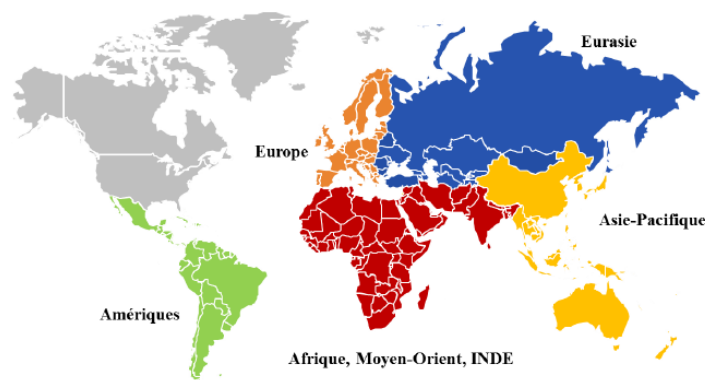 Eurasie
Europe
Asie-Pacifique
Amériques
Afrique, Moyen-Orient, INDE